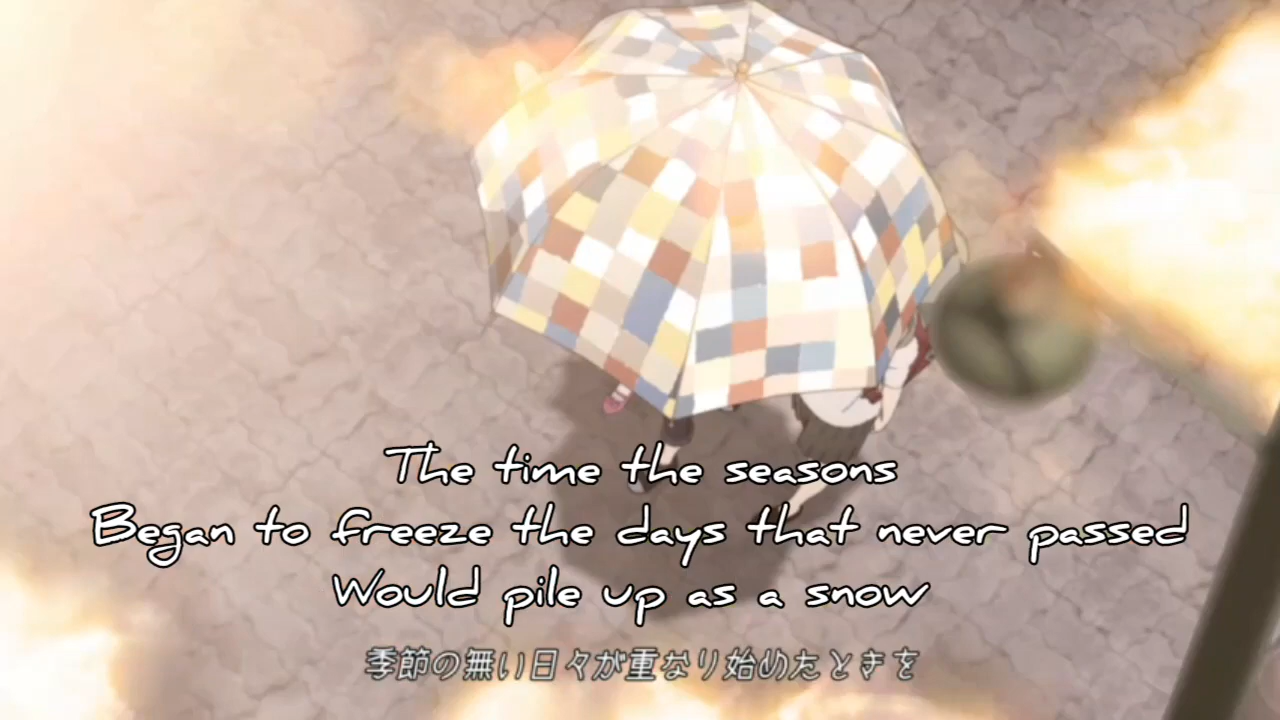 The time the seasons
Began to freeze the days that never passed
Would pile up as a snow
季節の無い日々が重なり始めたときを